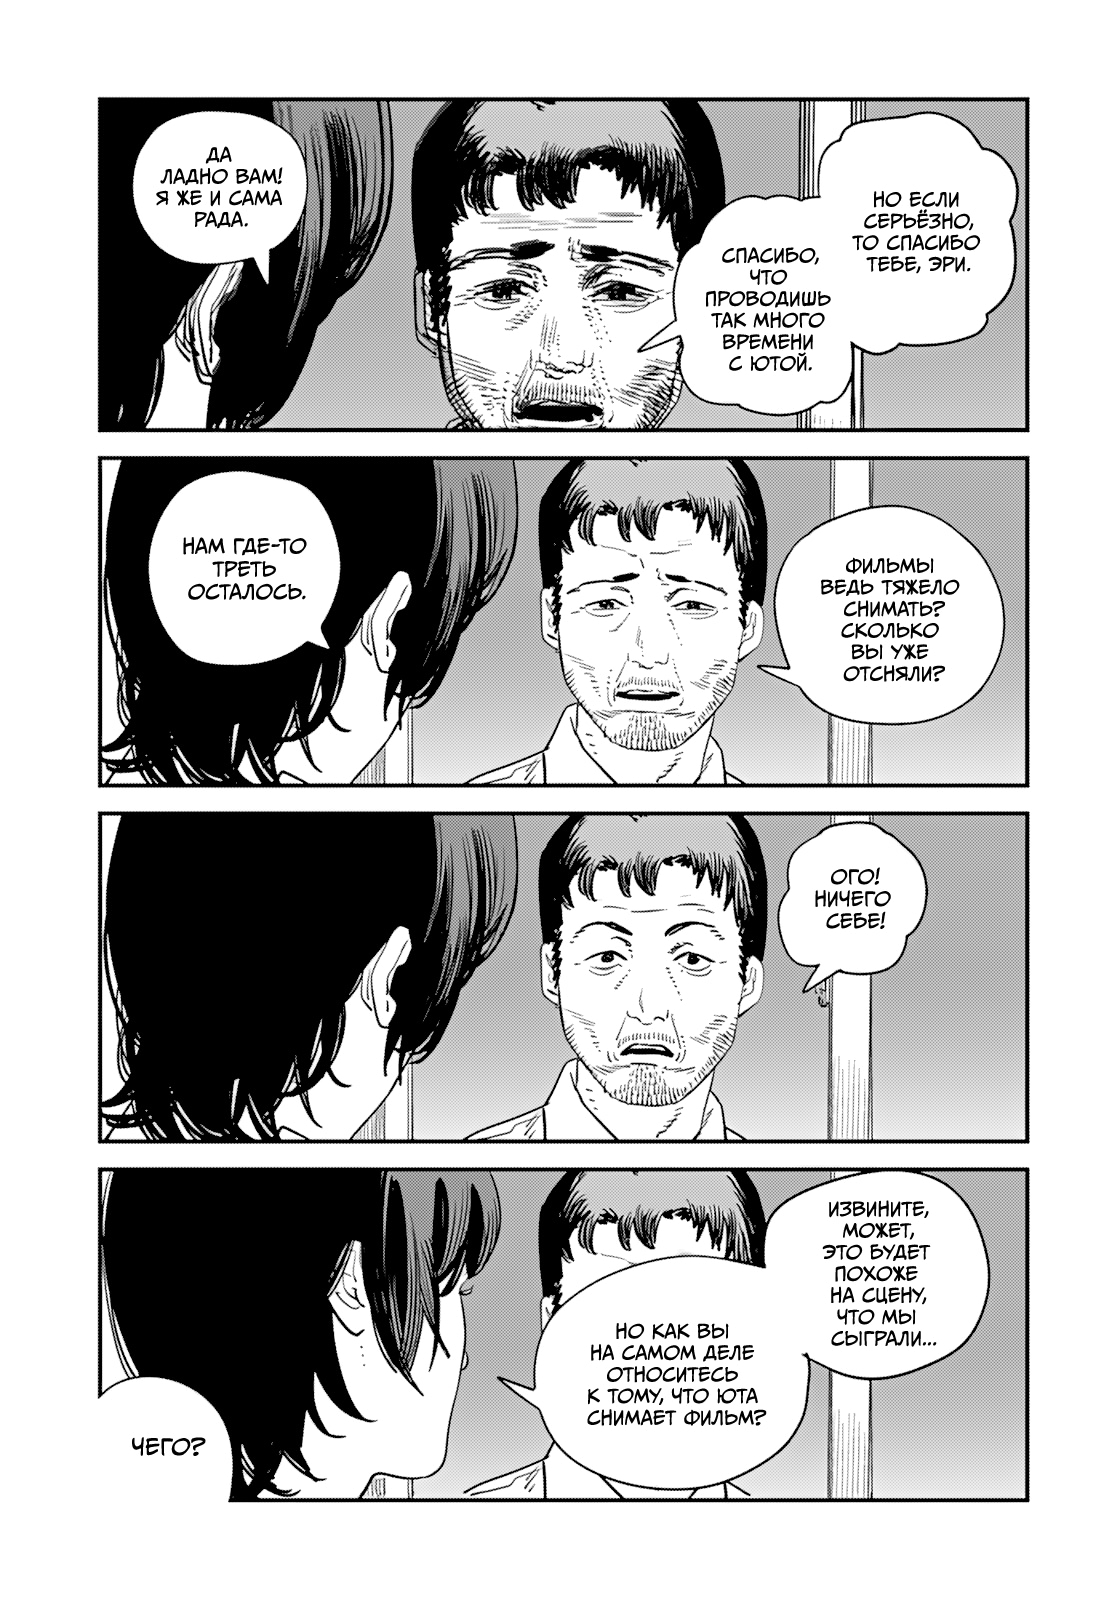 НО ЕСЛИ
СЕРЬЁЗНО,
ТО СПАСИБО
ТЕБЕ, ЭРИ.
СПАСИБО,
ЧТО
ПРОВОДИШЬ
ТАК МНОГО
ВРЕМЕНИ
С ЮТОЙ.
ДА
ЛАДНО ВАМ!
Я ЖЕ И САМА
РАДА.
ФИЛЬМЫ
ВЕДЬ ТЯЖЕЛО
СНИМАТЬ?
СКОЛЬКО
ВЫ УЖЕ
ОТСНЯЛИ?
НАМ ГДЕ-ТО
ТРЕТЬ
ОСТАЛОСЬ.
ОГО!
НИЧЕГО
СЕБЕ!
ИЗВИНИТЕ,
МОЖЕТ,
ЭТО БУДЕТ
ПОХОЖЕ
НА СЦЕНУ,
ЧТО МЫ
СЫГРАЛИ...
НО КАК ВЫ
НА САМОМ ДЕЛЕ
ОТНОСИТЕСЬ
К ТОМУ, ЧТО ЮТА
СНИМАЕТ ФИЛЬМ?
ЧЕГО?